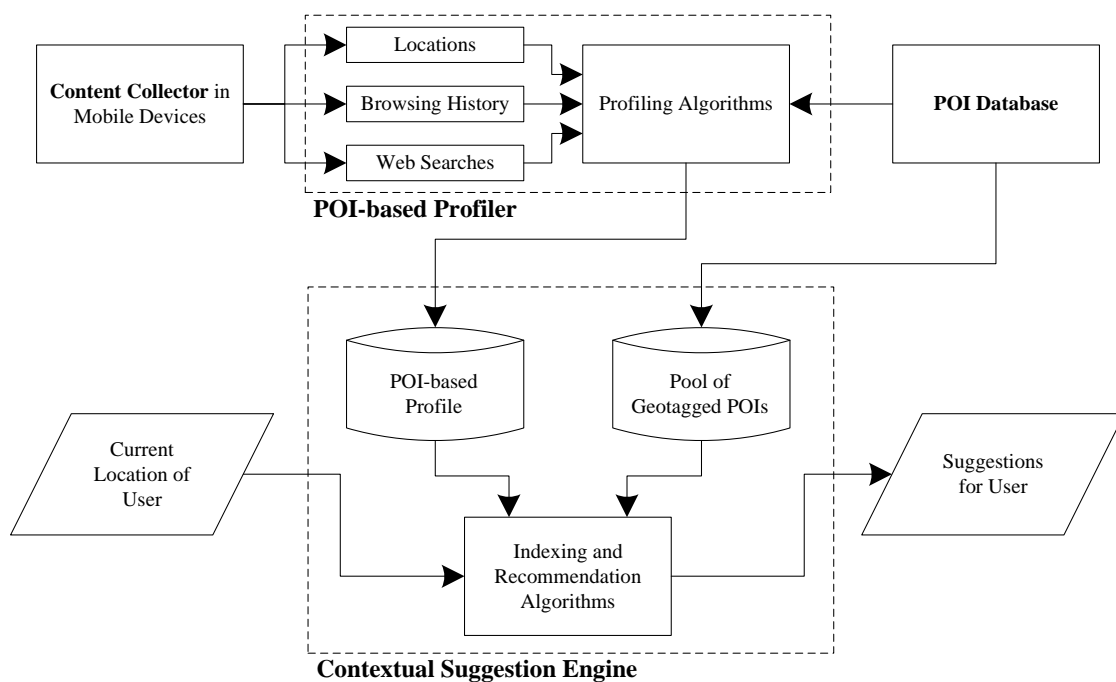 Locations
Content Collector in
Mobile Devices
Browsing History
Profiling Algorithms
POI Database
Web Searches
POI-based Profiler
POI-based
Profile
Pool of
Geotagged POIs
Current
Location of
User
Suggestions
for User
Indexing and
Recommendation
Algorithms
Contextual Suggestion Engine